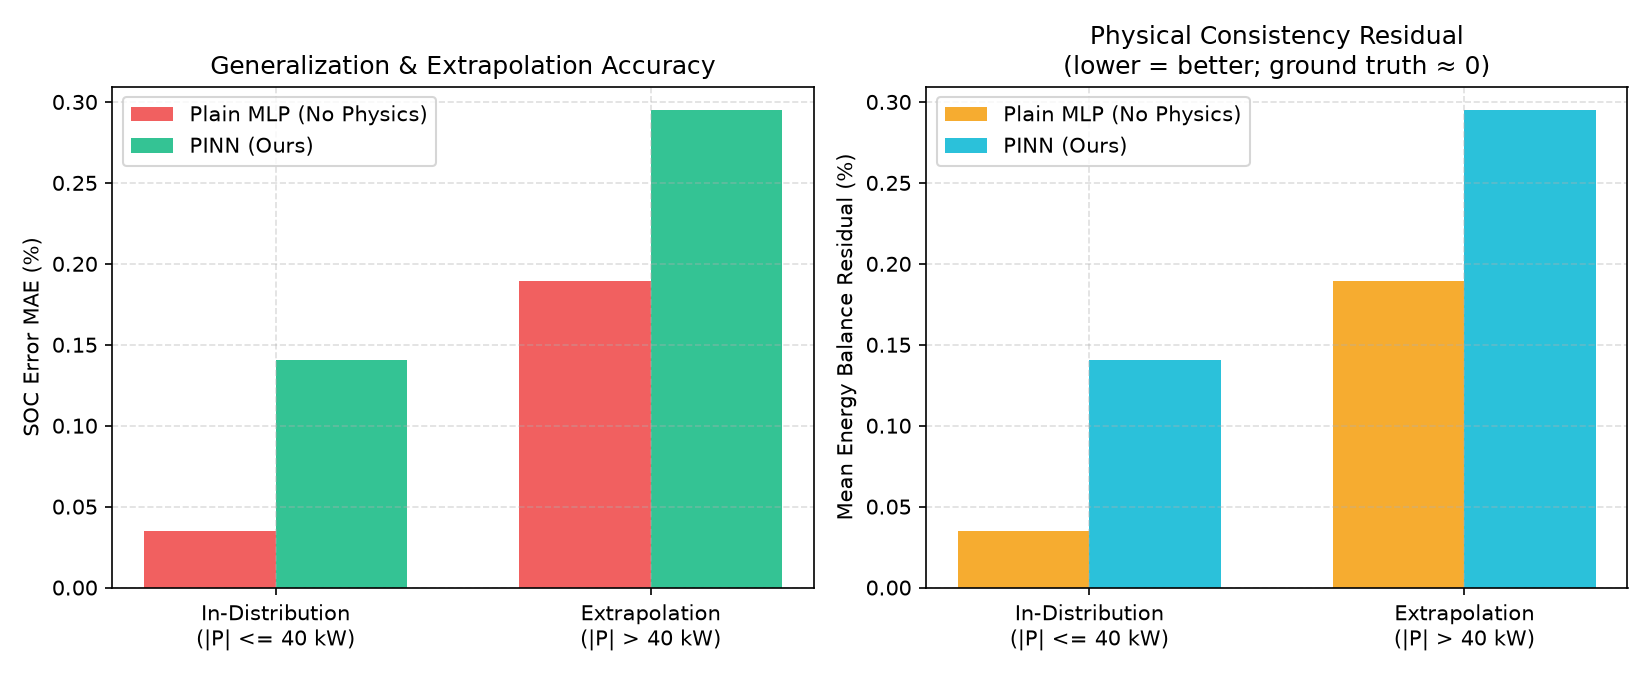 Generalization & Extrapolation Accuracy
Plain MLP (No Physics)
PINN (Ours)
SOC Error MAE (%)
0.30
0.25
0.20
0.15
0.10
0.05
0.00
In-Distribution
(|P| <= 40 kW)
Extrapolation
(|P| > 40 kW)
Physical Consistency Residual
(lower = better; ground truth ≈ 0)
Plain MLP (No Physics)
PINN (Ours)
Mean Energy Balance Residual (%)
0.30
0.25
0.20
0.15
0.10
0.05
0.00
In-Distribution
(|P| <= 40 kW)
Extrapolation
(|P| > 40 kW)